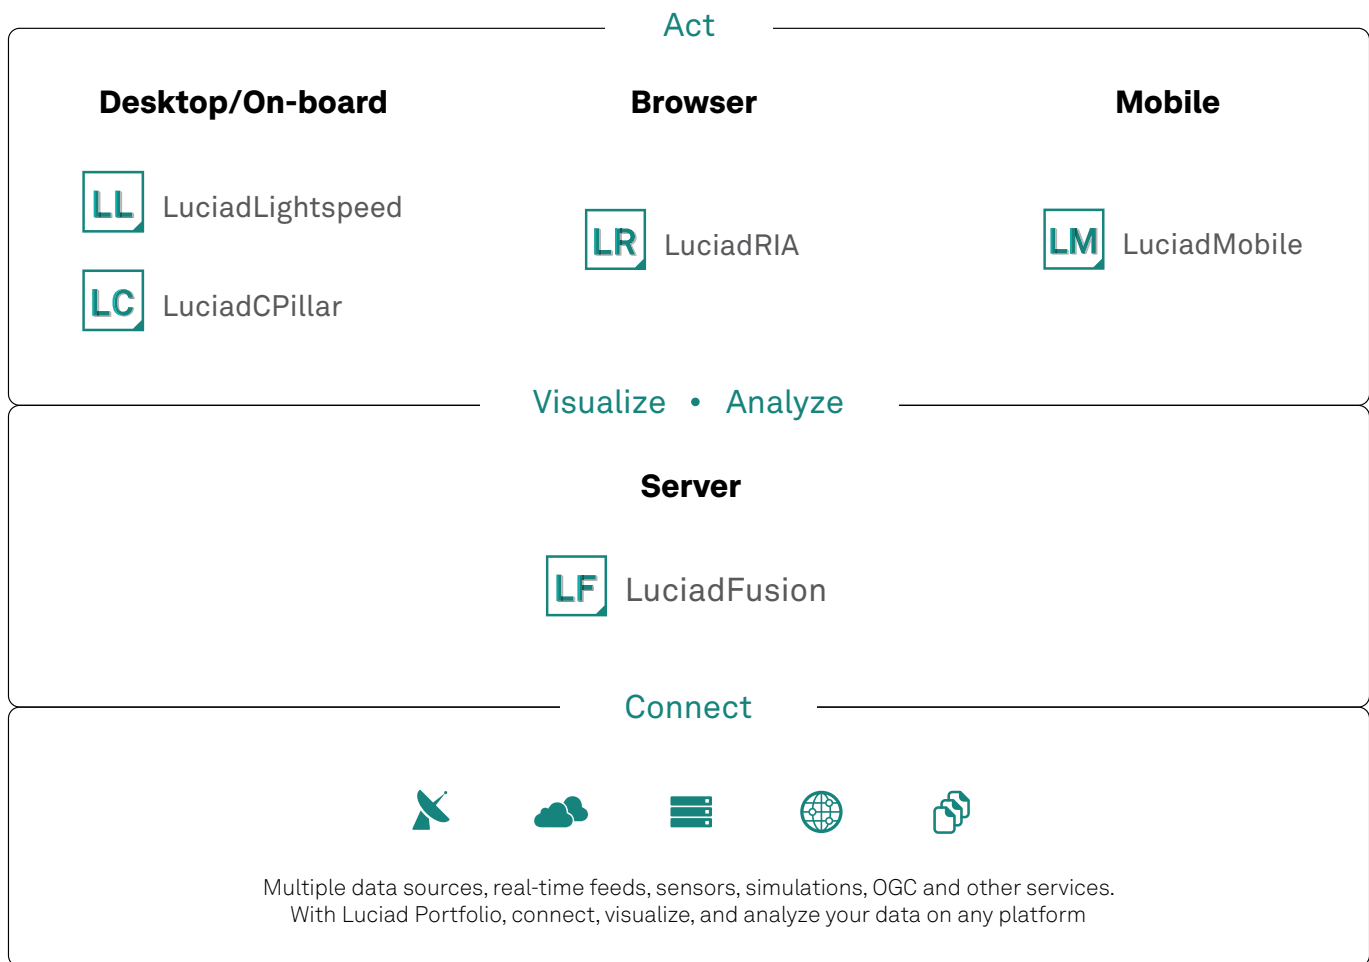 Act
Desktop/On-board
Browser
Mobile
LL LuciadLightspeed
LR LuciadRIA
LM LuciadMobile
LC LuciadCPillar
Visualize • Analyze
Server
LF LuciadFusion
Connect
Multiple data sources, real-time feeds, sensors, simulations, OGC and other services.
With Luciad Portfolio, connect, visualize, and analyze your data on any platform